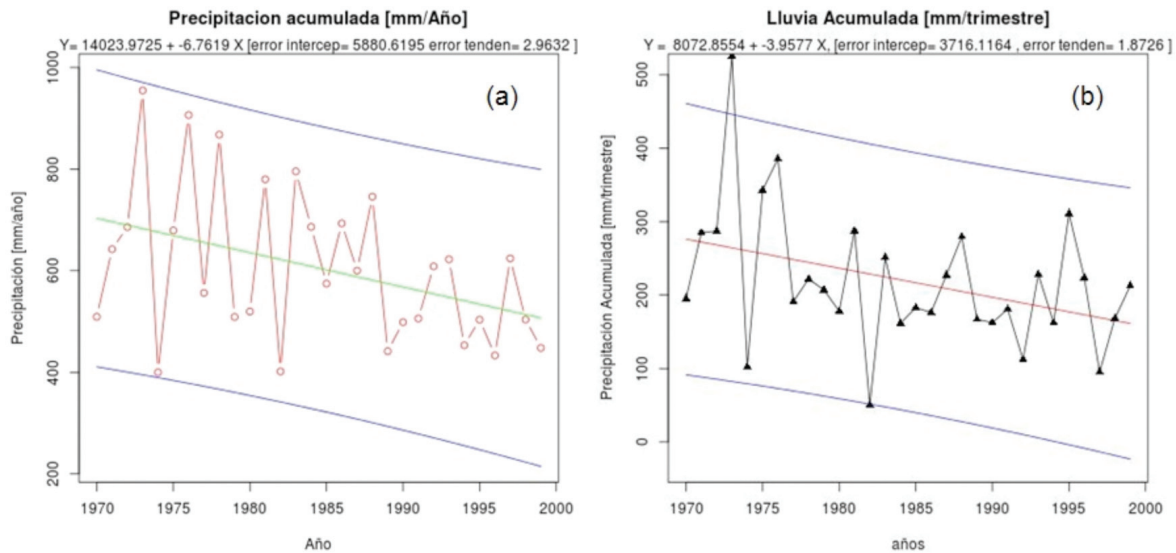 Precipitacion acumulada [mm/Año]
Y= 14023.9725 + -6.7619 X [error intercep= 5880.6195 error tenden= 2.9632 ]
(a)
Precipitación [mm/año]
1000
800
600
400
200
1970 1975 1980 1985 1990 1995 2000
Año
Lluvia Acumulada [mm/trimestre]
Y = 8072.8554 + -3.9577 X, [error intercep= 3716.1164 , error tenden= 1.8726 ]
(b)
Precipitación Acumulada [mm/trimestre]
500
400
300
200
100
0
1970 1975 1980 1985 1990 1995 2000
años